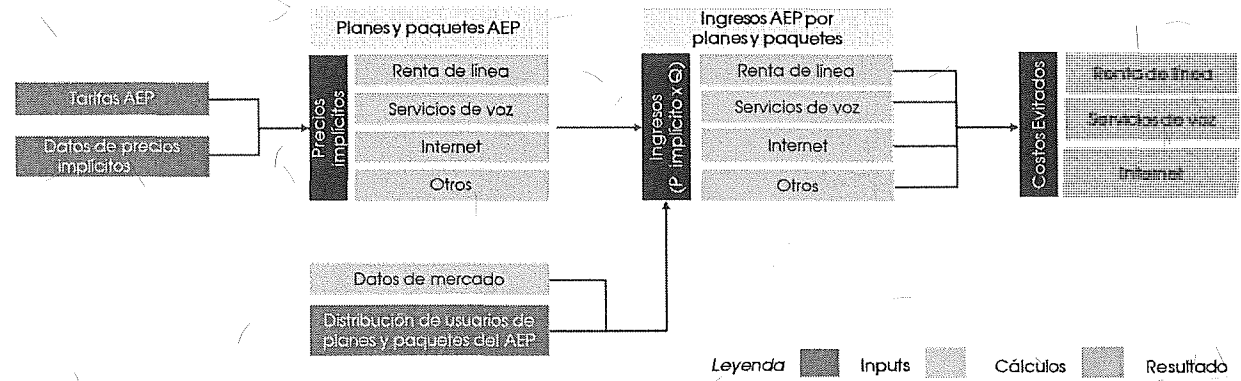 Planes y paquetes AEP
Ingresos AEP por
planes y paquetes
Tarifas AEP
Datos de precios
implícitos
Precios
implícitos
Renta de línea
Servicios de voz
Internet
Otros
Ingresos
(P implícito x Q)
Renta de línea
Servicios de voz
Internet
Otros
Costos Evitados
Renta de línea
Servicios de voz
Internet
Datos de mercado
Distribución de usuarios de
planes y paquetes del AEP
Leyenda Inputs Cálculos Resultado